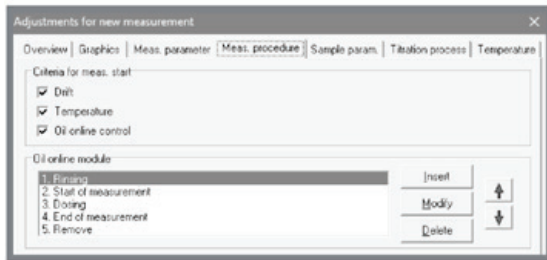 Adjustments for new measurement
Overview Graphics Meas. parameter Meas. procedure Sample param. Titration process Temperature
Criteria for meas. start
Drift
Temperature
Oil online control
Oil online module
1. Rinsing
2. Start of measurement
3. Dosing
4. End of measurement
5. Remove
Insert
Modify
Delete